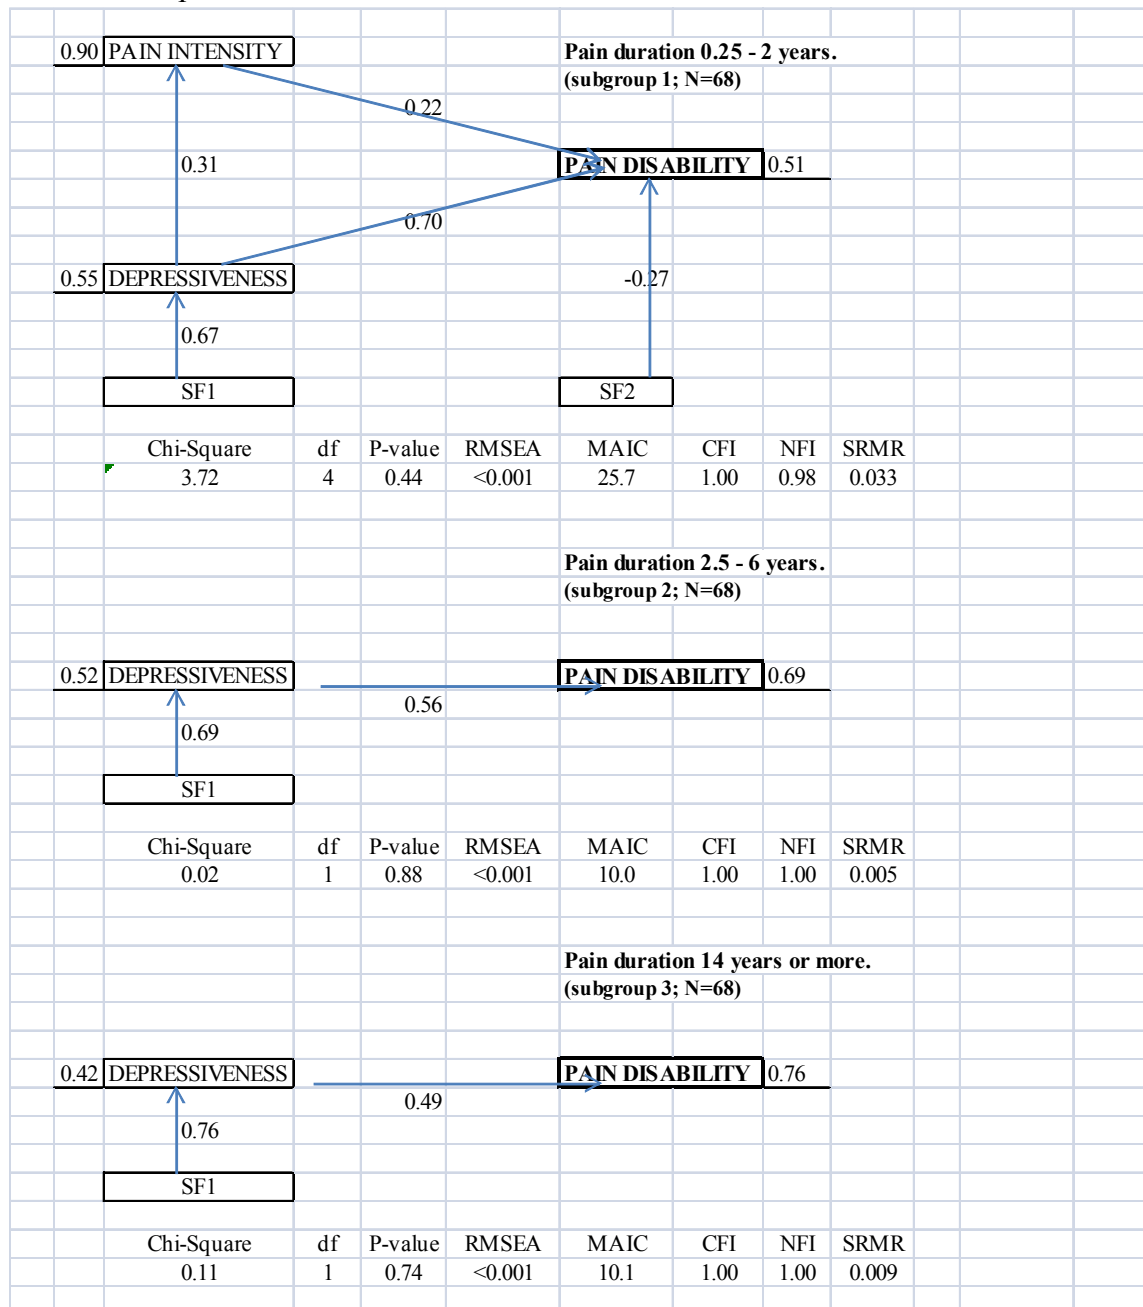 0.90 PAIN INTENSITY Pain duration 0.25 - 2 years.
(subgroup 1; N=68)
0.22
0.31 PAIN DISABILITY 0.51
0.70
0.55 DEPRESSIVENESS -0.27
0.67
SF1 SF2
Chi-Square df P-value RMSEA MAIC CFI NFI SRMR
3.72 4 0.44 <0.001 25.7 1.00 0.98 0.033
Pain duration 2.5 - 6 years.
(subgroup 2; N=68)
0.52 DEPRESSIVENESS PAIN DISABILITY 0.69
0.56
0.69
SF1
Chi-Square df P-value RMSEA MAIC CFI NFI SRMR
0.02 1 0.88 <0.001 10.0 1.00 1.00 0.005
Pain duration 14 years or more.
(subgroup 3; N=68)
0.42 DEPRESSIVENESS PAIN DISABILITY 0.76
0.49
0.76
SF1
Chi-Square df P-value RMSEA MAIC CFI NFI SRMR
0.11 1 0.74 <0.001 10.1 1.00 1.00 0.009